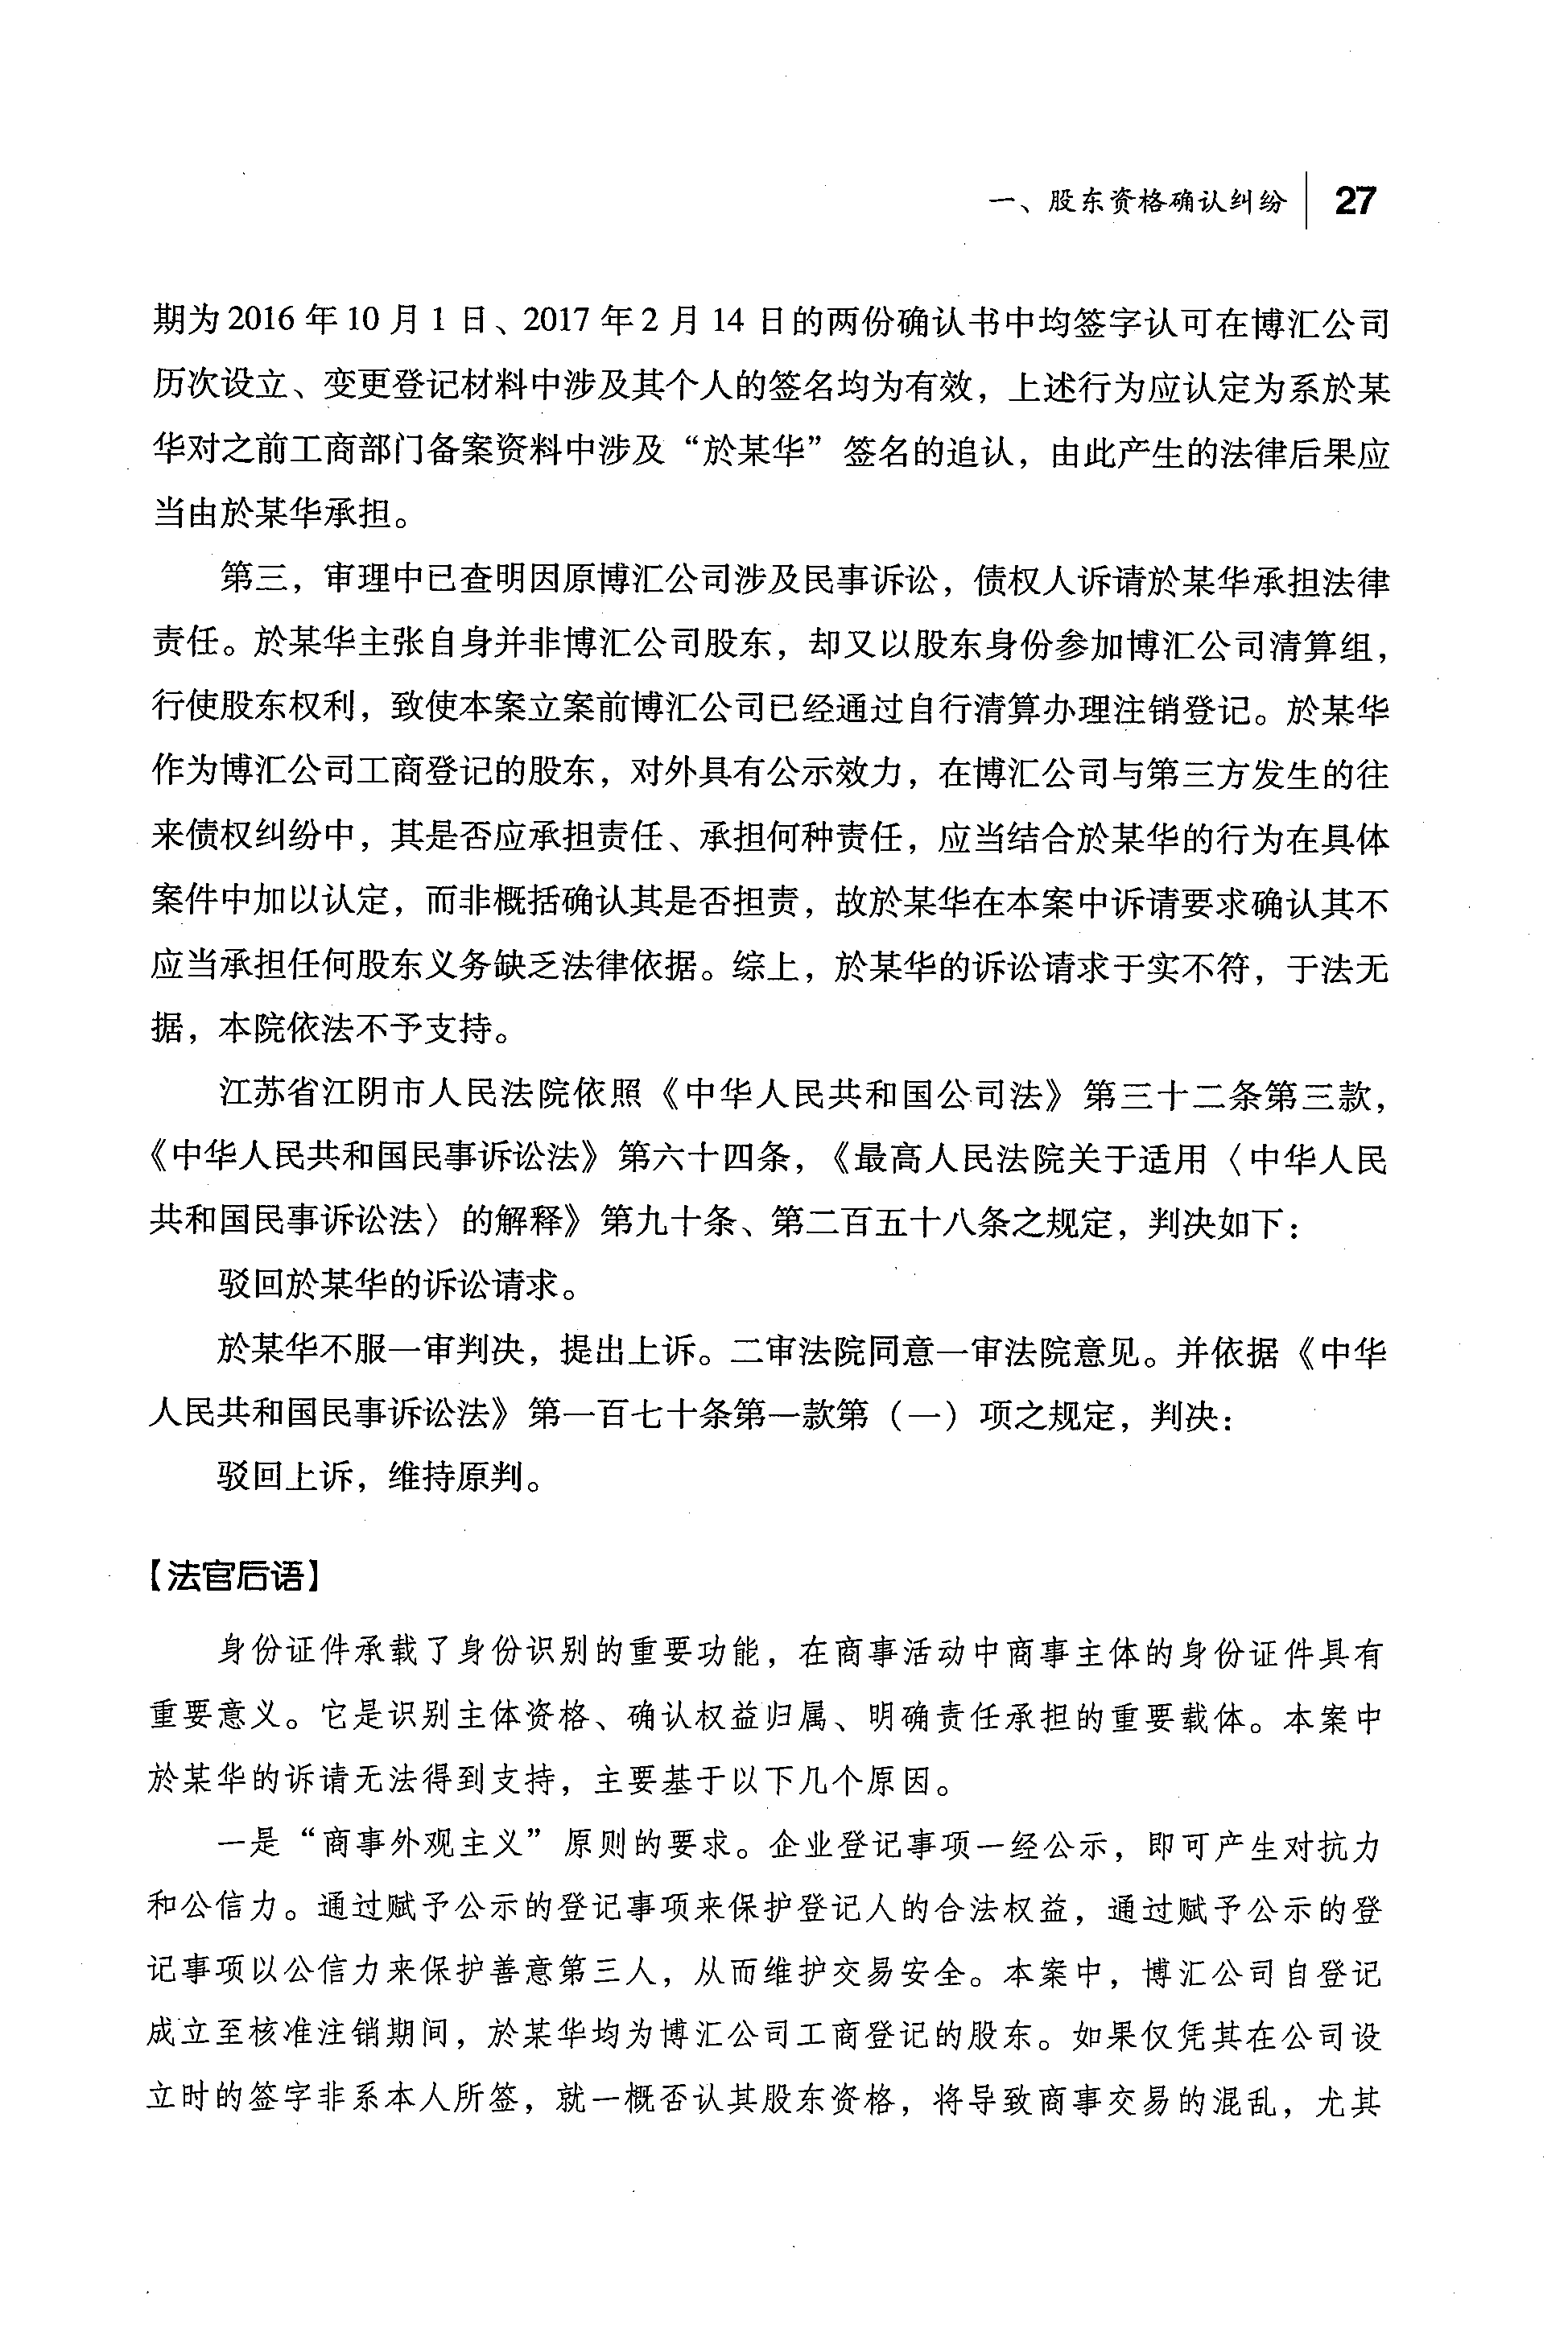 一、股东资格确认纠纷 27
期为2016年10月1日、2017年2月14日的两份确认书中均签字认可在博汇公司
历次设立、变更登记材料中涉及其个人的签名均为有效，上述行为应认定为系於某
华对之前工商部门备案资料中涉及“於某华”签名的追认，由此产生的法律后果应
当由於某华承担。
第三，审理中已查明因原博汇公司涉及民事诉讼，债权人诉请於某华承担法律
责任。於某华主张自身并非博汇公司股东，却又以股东身份参加博汇公司清算组，
行使股东权利，致使本案立案前博汇公司已经通过自行清算办理注销登记。於某华
作为博汇公司工商登记的股东，对外具有公示效力，在博汇公司与第三方发生的往
来债权纠纷中，其是否应承担责任、承担何种责任，应当结合於某华的行为在具体
案件中加以认定，而非概括确认其是否担责，故於某华在本案中诉请要求确认其不
应当承担任何股东义务缺乏法律依据。综上，於某华的诉讼请求于实不符，于法无
据，本院依法不予支持。
江苏省江阴市人民法院依照《中华人民共和国公司法》第三十二条第三款，
《中华人民共和国民事诉讼法》第六十四条，《最高人民法院关于适用〈中华人民
共和国民事诉讼法〉的解释》第九十条、第二百五十八条之规定，判决如下：
驳回於某华的诉讼请求。
於某华不服一审判决，提出上诉。二审法院同意一审法院意见。并依据《中华
人民共和国民事诉讼法》第一百七十条第一款第（一）项之规定，判决：
驳回上诉，维持原判。
【法官后语】
身份证件承载了身份识别的重要功能，在商事活动中商事主体的身份证件具有
重要意义。它是识别主体资格、确认权益归属、明确责任承担的重要载体。本案中
於某华的诉请无法得到支持，主要基于以下几个原因。
一是“商事外观主义”原则的要求。企业登记事项一经公示，即可产生对抗力
和公信力。通过赋予公示的登记事项来保护登记人的合法权益，通过赋予公示的登
记事项以公信力来保护善意第三人，从而维护交易安全。本案中，博汇公司自登记
成立至核准注销期间，於某华均为博汇公司工商登记的股东。如果仅凭其在公司设
立时的签字非系本人所签，就一概否认其股东资格，将导致商事交易的混乱，尤其